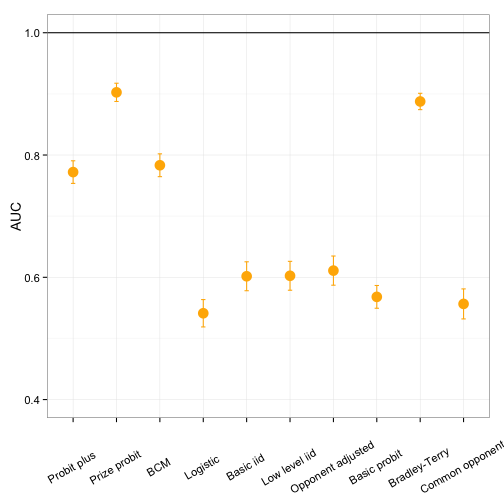 1.0
0.8
0.6
0.4
AUC
Probit plus
Prize probit
BCM
Logistic
Basic iid
Low level iid
Opponent adjusted
Basic probit
Bradley-Terry
Common opponent